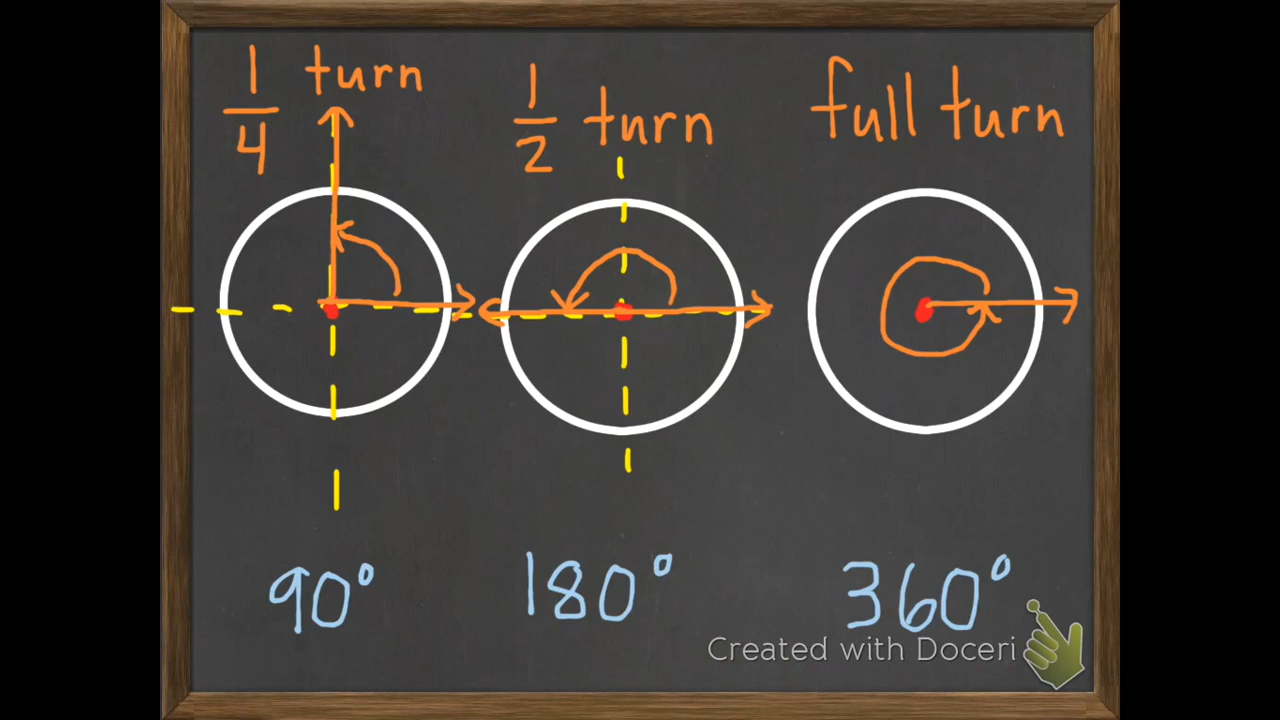 1/4 turn
1/2 turn
full turn
90°
180°
360°
Created with Doceri